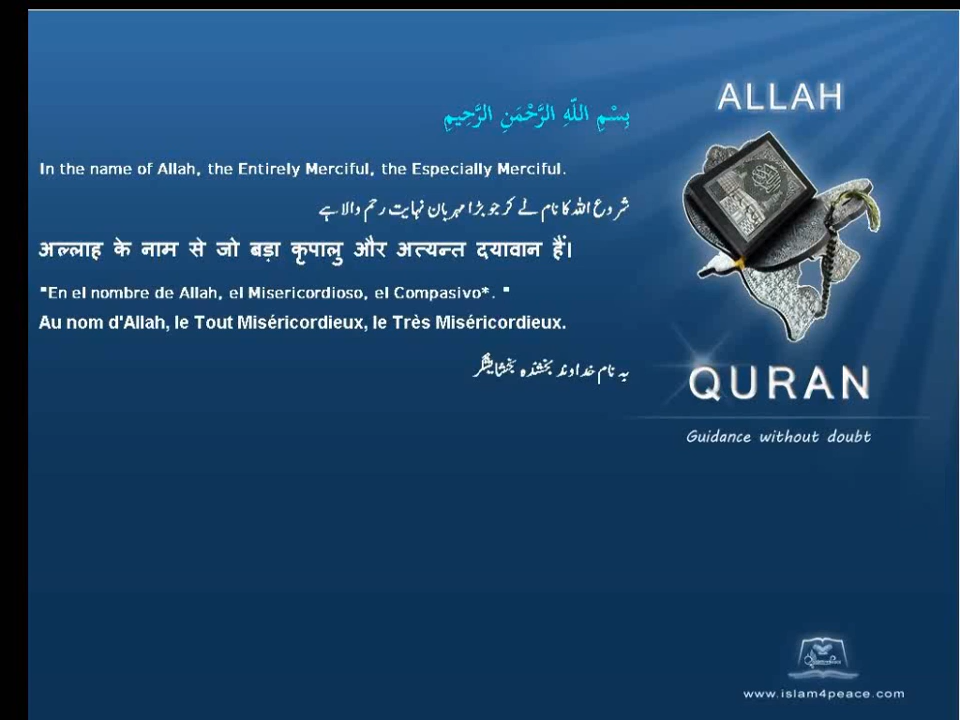 بِسْمِ اللّهِ الرَّحْمَنِ الرَّحِيمِ
In the name of Allah, the Entirely Merciful, the Especially Merciful.
شروع اللہ کا نام لے کر جو بڑا مہربان نہایت رحم والا ہے
अल्लाह के नाम से जो बड़ा कृपालु और अत्यन्त दयावान हैं।
"En el nombre de Allah, el Misericordioso, el Compasivo*. "
Au nom d'Allah, le Tout Miséricordieux, le Très Miséricordieux.
به نام خداوند بخشنده بخشایشگر
ALLAH
QURAN
Guidance without doubt
www.islam4peace.com